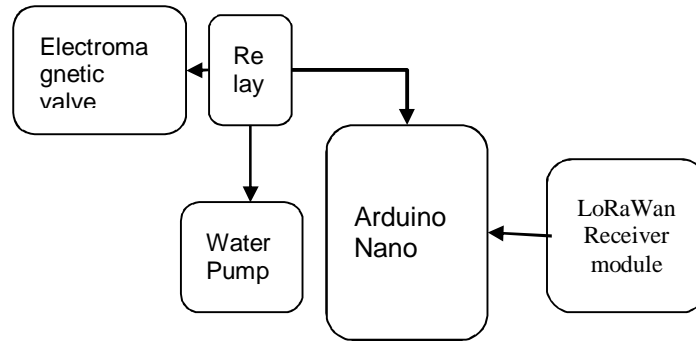 Electroma
gnetic
valve
Re
lay
Water
Pump
Arduino
Nano
LoRaWan
Receiver
module